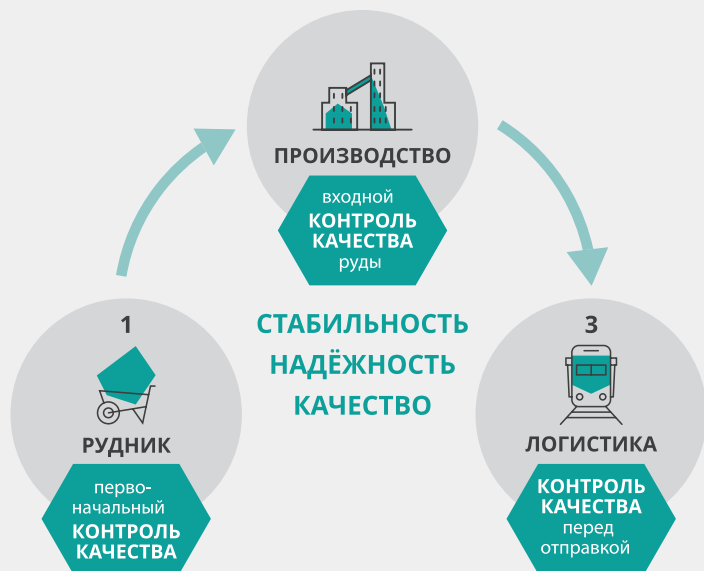 ПРОИЗВОДСТВО
входной
КОНТРОЛЬ
КАЧЕСТВА
руды
СТАБИЛЬНОСТЬ
НАДЁЖНОСТЬ
КАЧЕСТВО
1
РУДНИК
перво-
начальный
КОНТРОЛЬ
КАЧЕСТВА
3
ЛОГИСТИКА
КОНТРОЛЬ
КАЧЕСТВА
перед
отправкой